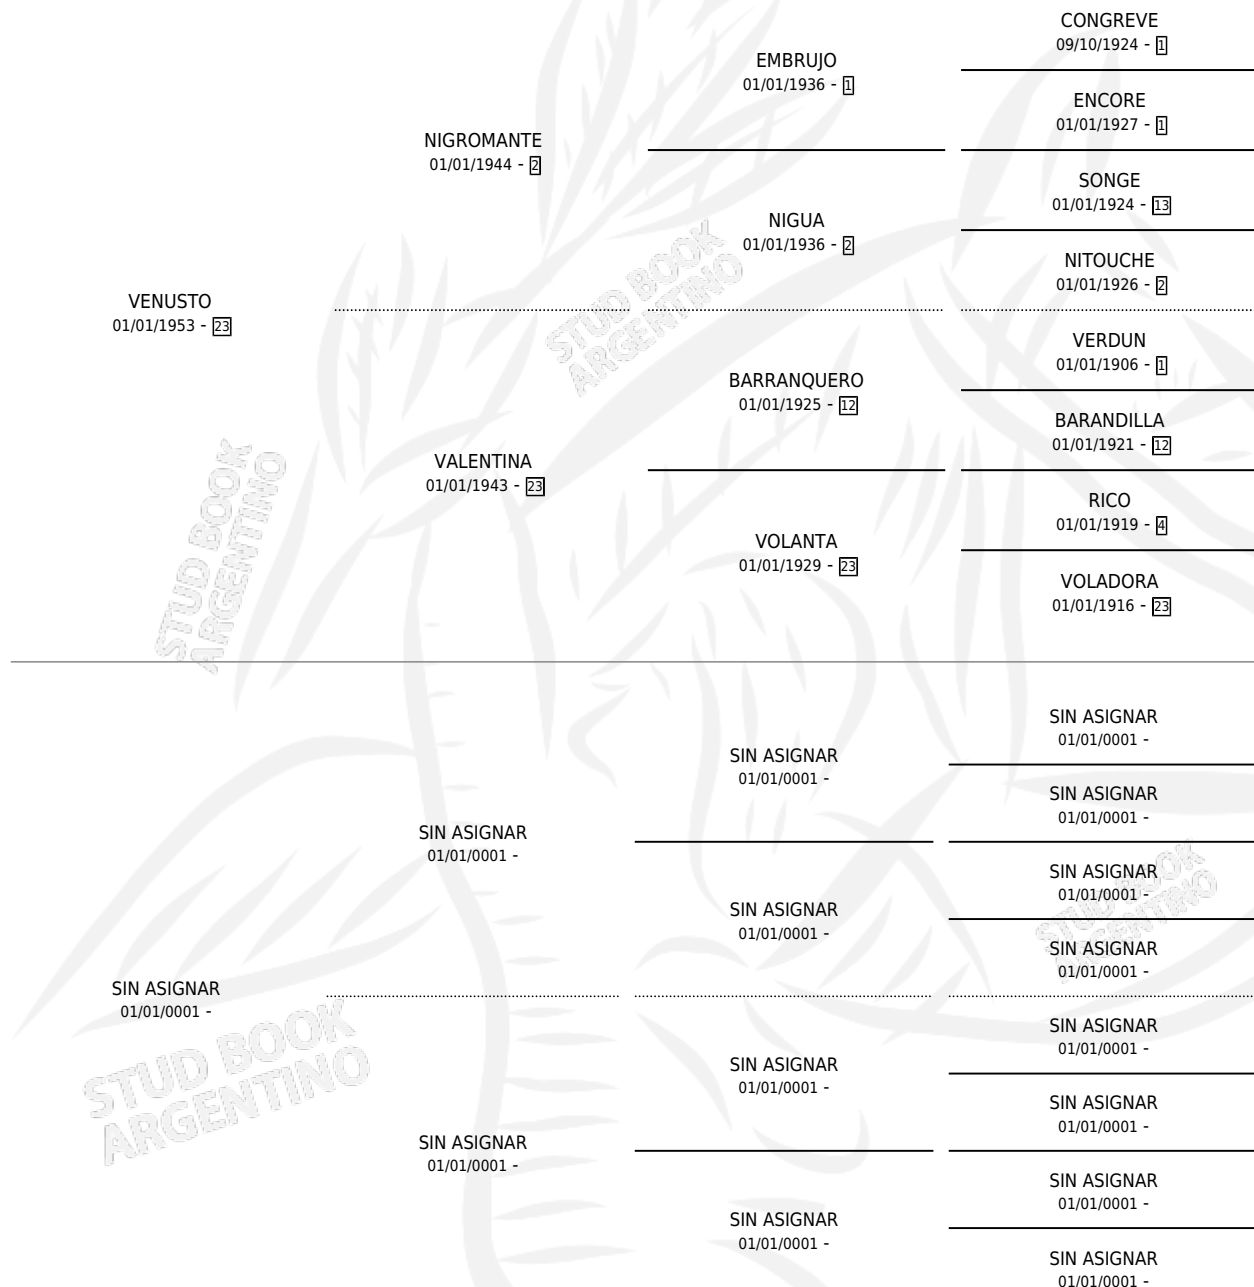 CONGREVE
09/10/1924 - 1
EMBRUJO
01/01/1936 - 1
ENCORE
01/01/1927 - 1
NIGROMANTE
01/01/1944 - 2
SONGE
01/01/1924 - 13
NIGUA
01/01/1936 - 2
NITOUCHE
01/01/1926 - 2
VENUSTO
01/01/1953 - 23
VERDUN
01/01/1906 - 1
BARRANQUERO
01/01/1925 - 12
BARANDILLA
01/01/1921 - 12
VALENTINA
01/01/1943 - 23
RICO
01/01/1919 - 4
VOLANTA
01/01/1929 - 23
VOLADORA
01/01/1916 - 23
STUD BOOK
ARGENTINO
STUD BOOK
ARGENTINO
SIN ASIGNAR
01/01/0001 -
SIN ASIGNAR
01/01/0001 -
SIN ASIGNAR
01/01/0001 -
SIN ASIGNAR
01/01/0001 -
SIN ASIGNAR
01/01/0001 -
SIN ASIGNAR
01/01/0001 -
SIN ASIGNAR
01/01/0001 -
SIN ASIGNAR
01/01/0001 -
SIN ASIGNAR
01/01/0001 -
SIN ASIGNAR
01/01/0001 -
SIN ASIGNAR
01/01/0001 -
SIN ASIGNAR
01/01/0001 -
SIN ASIGNAR
01/01/0001 -
SIN ASIGNAR
01/01/0001 -
SIN ASIGNAR
01/01/0001 -
STUD BOOK
ARGENTINO
STUD BOOK
ARGENTINO